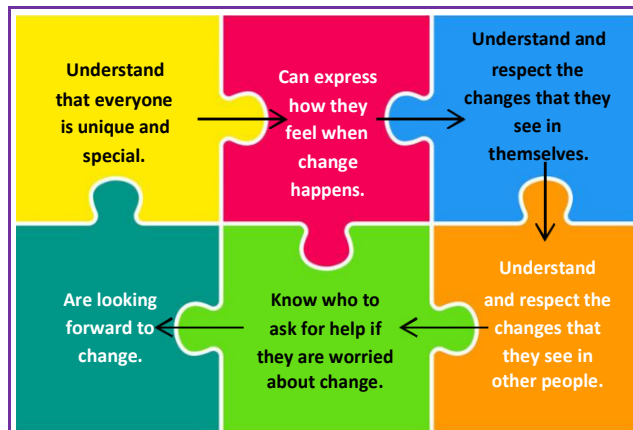 Understand
that everyone
is unique and
special.
Can express
how they
feel when
change
happens.
Understand and
respect the
changes that they
see in
themselves.
Understand
and respect the
changes that
they see in
other people.
Know who to
ask for help if
they are worried
about change.
Are looking
forward to
change.